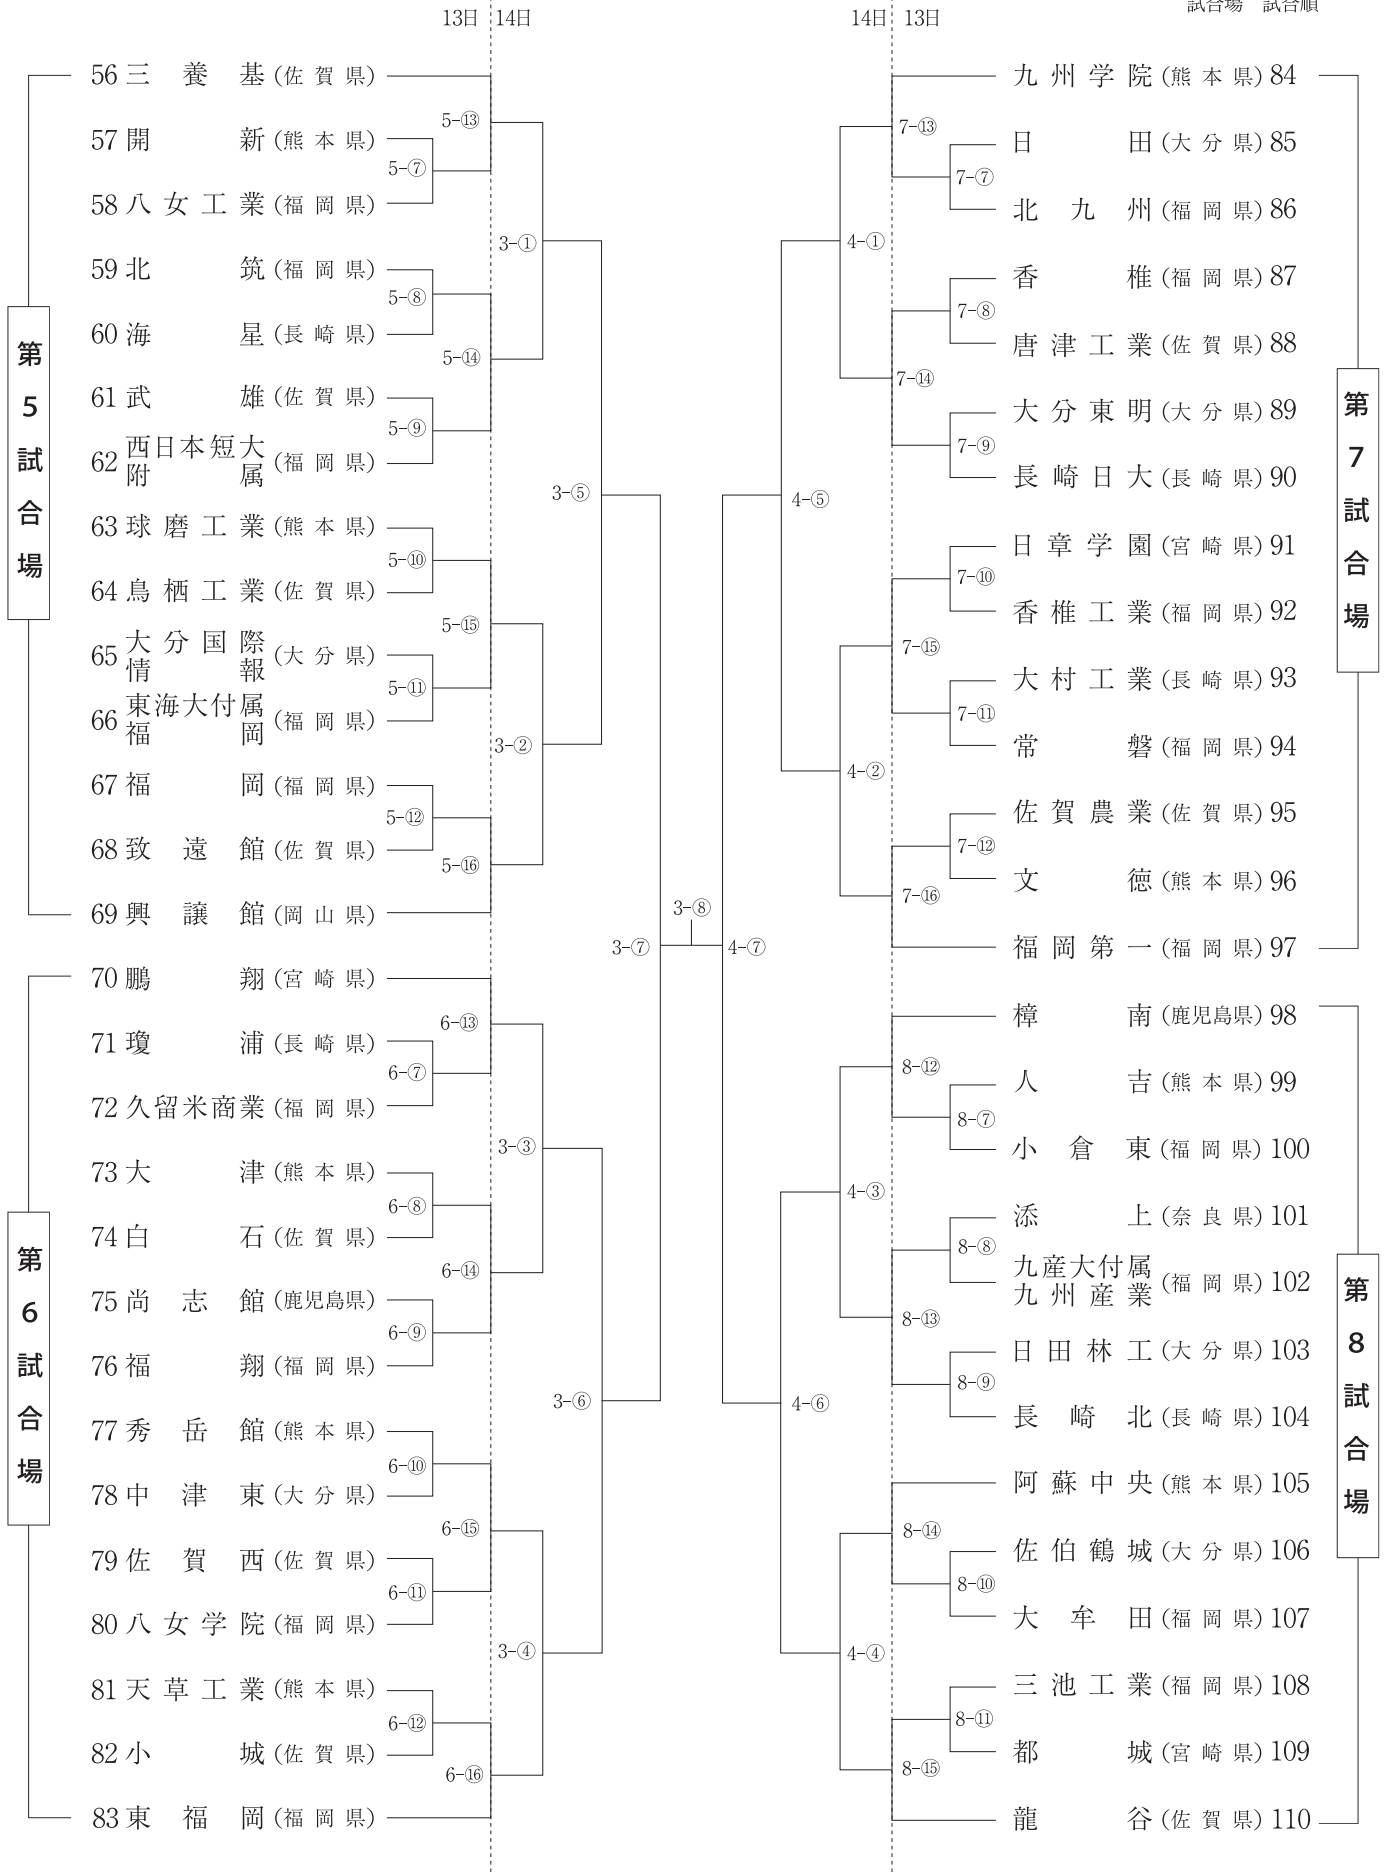 試合場 試合順
13日 14日
14日 13日
第5試合場
56 三養基 (佐賀県)
57 開新 (熊本県)
58 八女工業 (福岡県)
59 北筑 (福岡県)
60 海星 (長崎県)
61 武雄 (佐賀県)
62 西日本短大
附属 (福岡県)
63 球磨工業 (熊本県)
64 鳥栖工業 (佐賀県)
65 大分国際
情報 (大分県)
66 東海大付属
福岡 (福岡県)
67 福岡 (福岡県)
68 致遠館 (佐賀県)
69 興譲館 (岡山県)
5-⑬
5-⑦
5-⑧
5-⑭
5-⑨
5-⑩
5-⑮
5-⑪
5-⑫
5-⑯
3-①
3-⑤
3-②
第6試合場
70 鵬翔 (宮崎県)
71 瓊浦 (長崎県)
72 久留米商業 (福岡県)
73 大津 (熊本県)
74 白石 (佐賀県)
75 尚志館 (鹿児島県)
76 福翔 (福岡県)
77 秀岳館 (熊本県)
78 中津東 (大分県)
79 佐賀西 (佐賀県)
80 八女学院 (福岡県)
81 天草工業 (熊本県)
82 小城 (佐賀県)
83 東福岡 (福岡県)
6-⑬
6-⑦
6-⑧
6-⑭
6-⑨
6-⑩
6-⑮
6-⑪
6-⑫
6-⑯
3-③
3-⑥
3-④
3-⑦
3-⑧
4-⑦
九州学院 (熊本県) 84
日田 (大分県) 85
北九州 (福岡県) 86
香椎 (福岡県) 87
唐津工業 (佐賀県) 88
大分東明 (大分県) 89
長崎日大 (長崎県) 90
日章学園 (宮崎県) 91
香椎工業 (福岡県) 92
大村工業 (長崎県) 93
常磐 (福岡県) 94
佐賀農業 (佐賀県) 95
文徳 (熊本県) 96
福岡第一 (福岡県) 97
第7試合場
7-⑬
7-⑦
7-⑧
7-⑭
7-⑨
7-⑩
7-⑮
7-⑪
7-⑫
7-⑯
4-①
4-⑤
4-②
樟南 (鹿児島県) 98
人吉 (熊本県) 99
小倉東 (福岡県) 100
添上 (奈良県) 101
九産大付属
九州産業 (福岡県) 102
日田林工 (大分県) 103
長崎北 (長崎県) 104
阿蘇中央 (熊本県) 105
佐伯鶴城 (大分県) 106
大牟田 (福岡県) 107
三池工業 (福岡県) 108
都城 (宮崎県) 109
龍谷 (佐賀県) 110
第8試合場
8-⑫
8-⑦
8-⑧
8-⑬
8-⑨
8-⑭
8-⑩
8-⑪
8-⑮
4-③
4-⑥
4-④